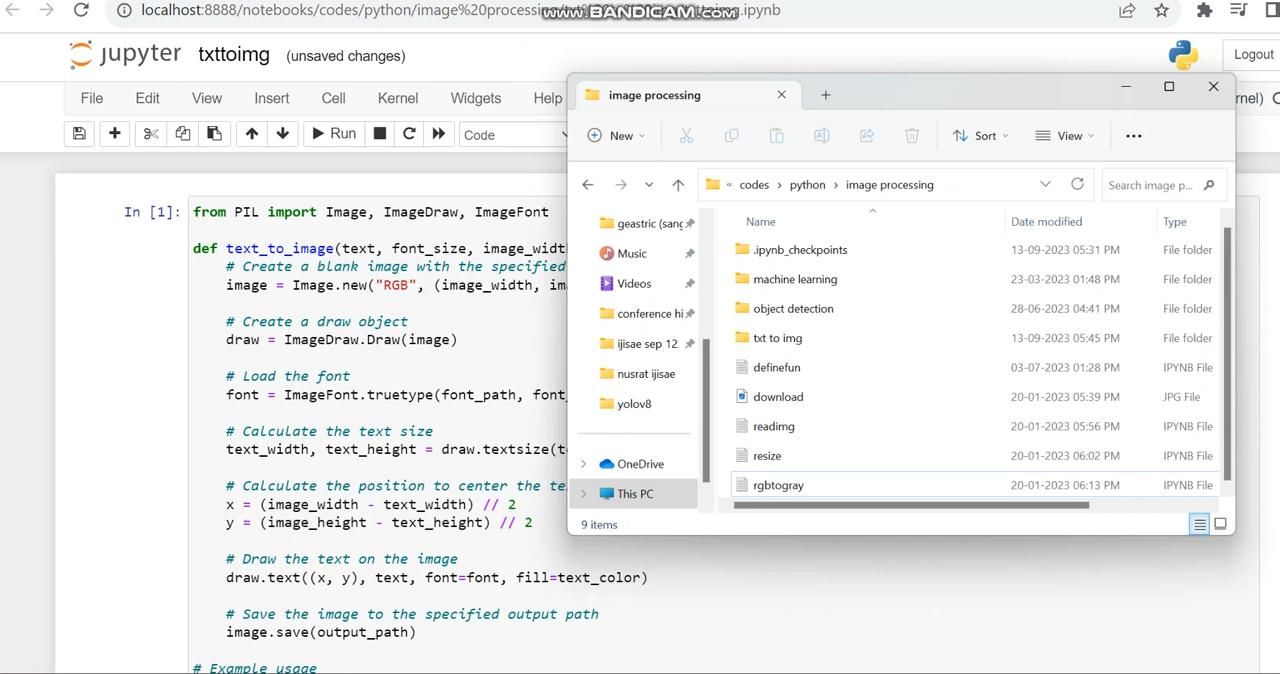 localhost:8888/notebooks/codes/python/image%20processing/
toimg.ipynb
www.BANDICAM.com
jupyter txttoimg (unsaved changes)
Logout
File Edit View Insert Cell Kernel Widgets Help
Run
Code
In [1]:
from PIL import Image, ImageDraw, ImageFont
def text_to_image(text, font_size, image_widt
# Create a blank image with the specified
image = Image.new("RGB", (image_width, im
# Create a draw object
draw = ImageDraw.Draw(image)
# Load the font
font = ImageFont.truetype(font_path, font_
# Calculate the text size
text_width, text_height = draw.textsize(t
# Calculate the position to center the te
x = (image_width - text_width) // 2
y = (image_height - text_height) // 2
# Draw the text on the image
draw.text((x, y), text, font=font, fill=text_color)
# Save the image to the specified output path
image.save(output_path)
# Example usage
image processing
New
Sort
View
« codes › python › image processing
Search image p...
geastric (sang
Music
Videos
conference hi
ijisae sep 12
nusrat ijisae
yolov8
OneDrive
This PC
Name Date modified Type
.ipynb_checkpoints 13-09-2023 05:31 PM File folder
machine learning 23-03-2023 01:48 PM File folder
object detection 28-06-2023 04:41 PM File folder
txt to img 13-09-2023 05:45 PM File folder
definefun 03-07-2023 01:28 PM IPYNB File
download 20-01-2023 05:39 PM JPG File
readimg 20-01-2023 05:56 PM IPYNB File
resize 20-01-2023 06:02 PM IPYNB File
rgbtogray 20-01-2023 06:13 PM IPYNB File
9 items